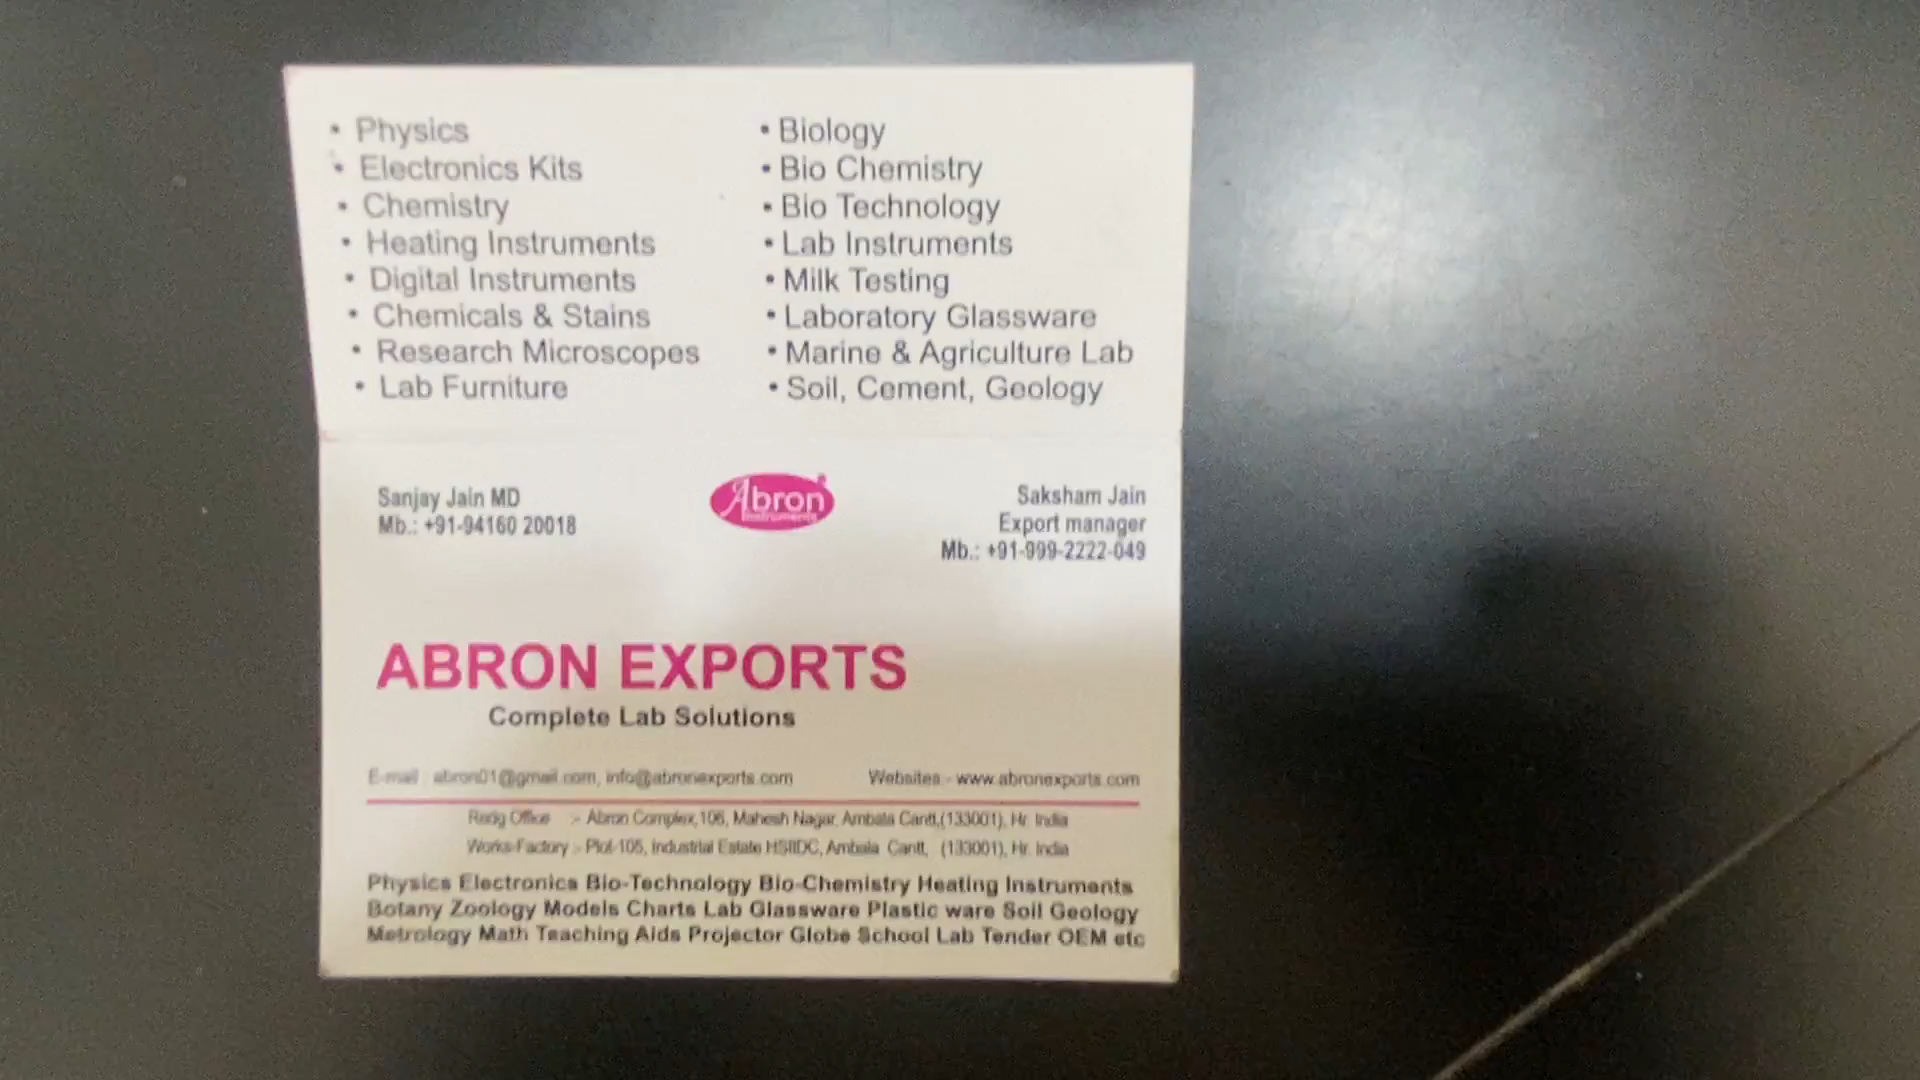 • Physics
• Electronics Kits
• Chemistry
• Heating Instruments
• Digital Instruments
• Chemicals & Stains
• Research Microscopes
• Lab Furniture
• Biology
• Bio Chemistry
• Bio Technology
• Lab Instruments
• Milk Testing
• Laboratory Glassware
• Marine & Agriculture Lab
• Soil, Cement, Geology
Sanjay Jain MD
Mb.: +91-94160 20018
Abron
Instruments
Saksham Jain
Export manager
Mb.: +91-999-2222-049
ABRON EXPORTS
Complete Lab Solutions
E-mail : abron01@gmail.com, info@abronexports.com Websites - www.abronexports.com
Redg Office :- Abron Complex,106, Mahesh Nagar, Ambala Cantt,(133001), Hr. India
Works-Factory :- Plot-105, Industrial Estate HSIIDC, Ambala Cantt, (133001), Hr. India
Physics Electronics Bio-Technology Bio-Chemistry Heating Instruments
Botany Zoology Models Charts Lab Glassware Plastic ware Soil Geology
Metrology Math Teaching Aids Projector Globe School Lab Tender OEM etc